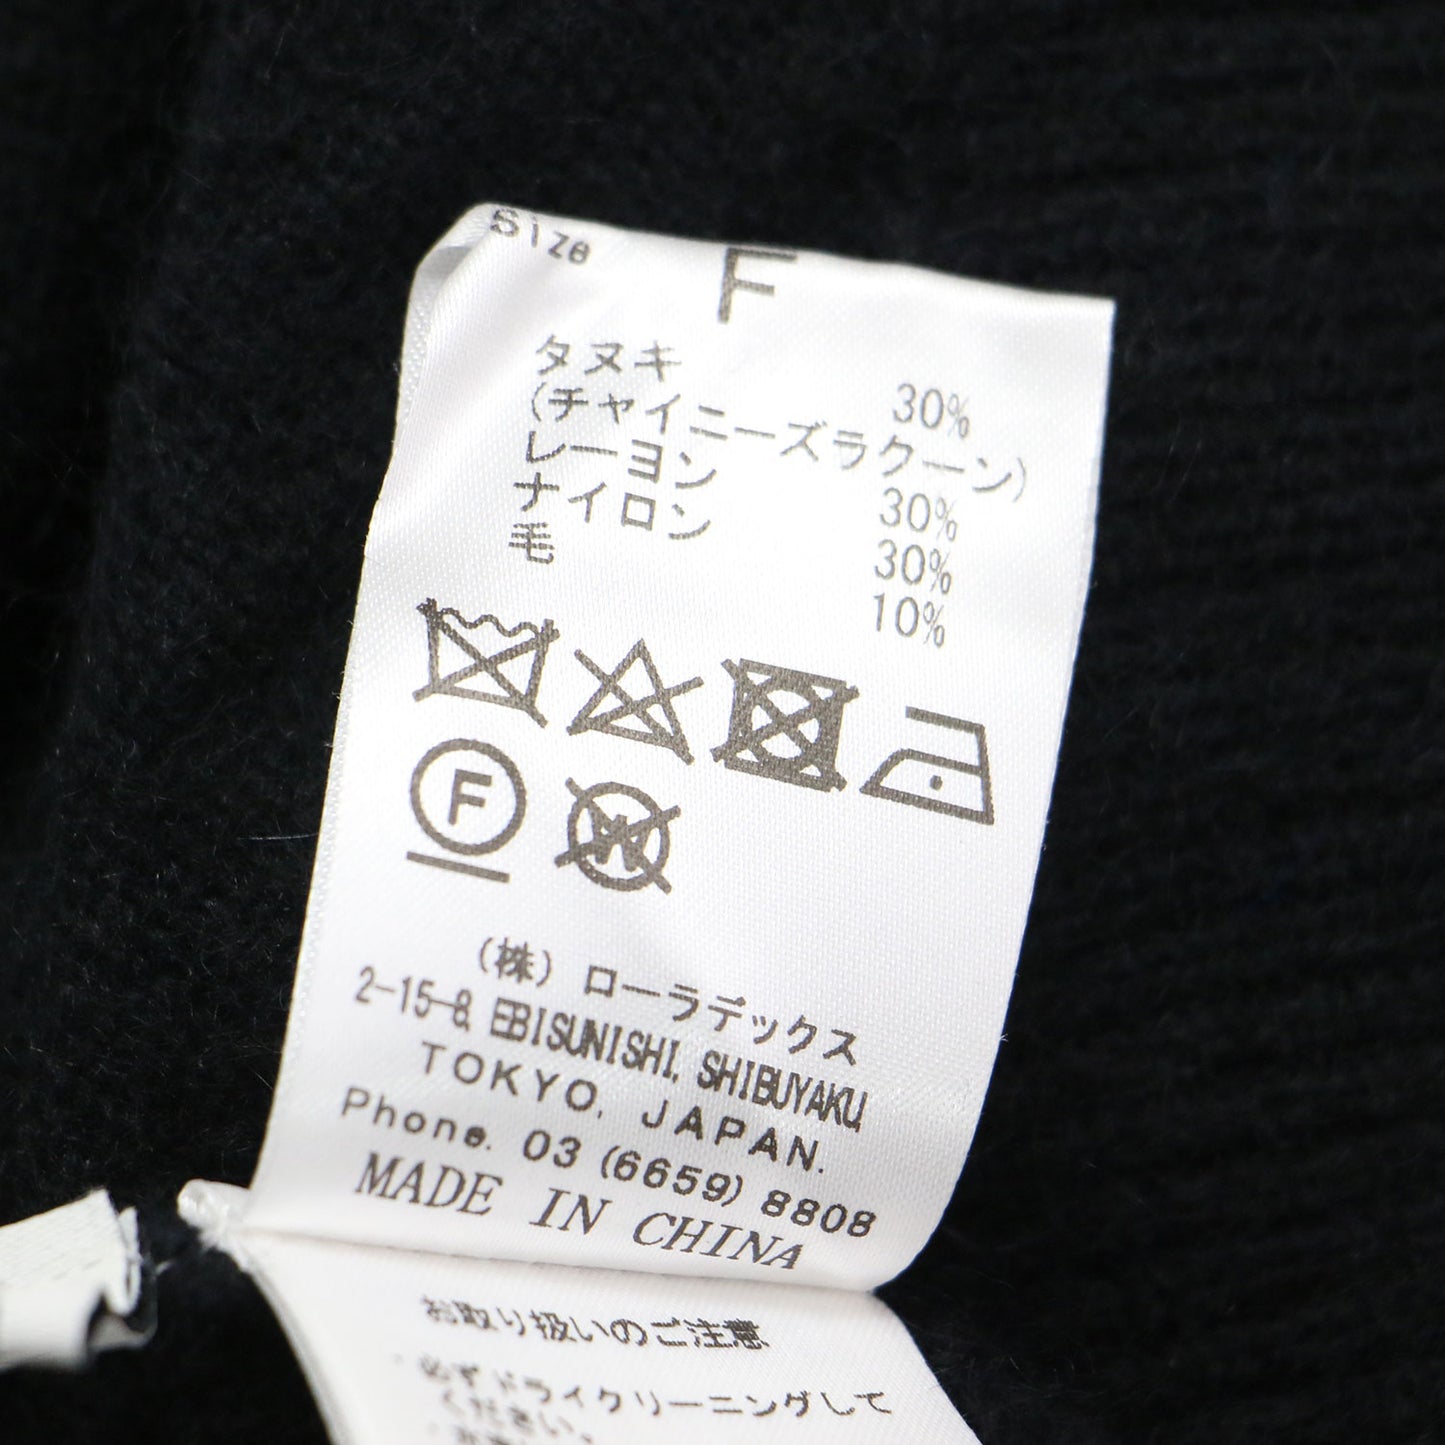 Size F
タヌキ 30%
(チャイニーズラクーン)
レーヨン 30%
ナイロン 30%
毛 10%
F W
(株) ローラデックス
2-15-8, EBISUNISHI, SHIBUYAKU,
TOKYO, JAPAN.
Phone. 03 (6659) 8808
MADE IN CHINA
お取り扱いのご注意
・必ずドライクリーニングして
ください。